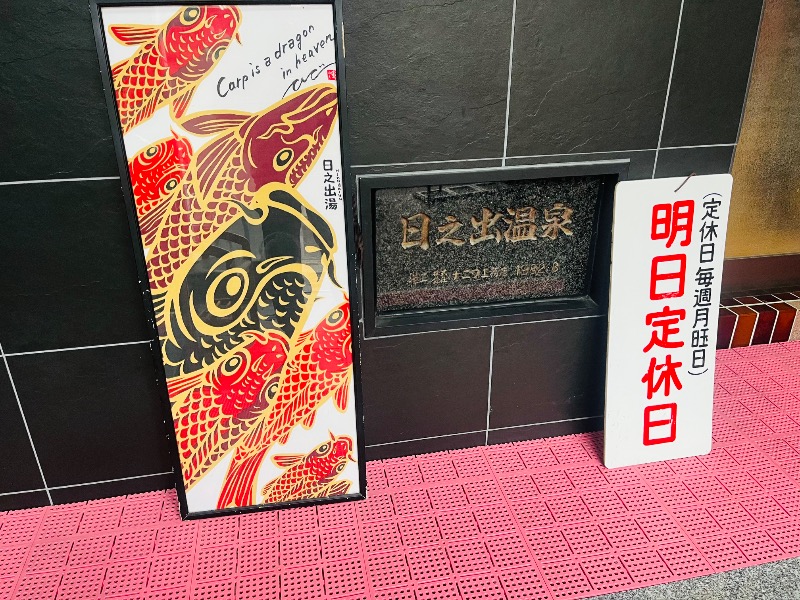 Carp is a dragon
in heaven
日之出湯
日之出温泉
(定休日 毎週月旺日)
明日定休日